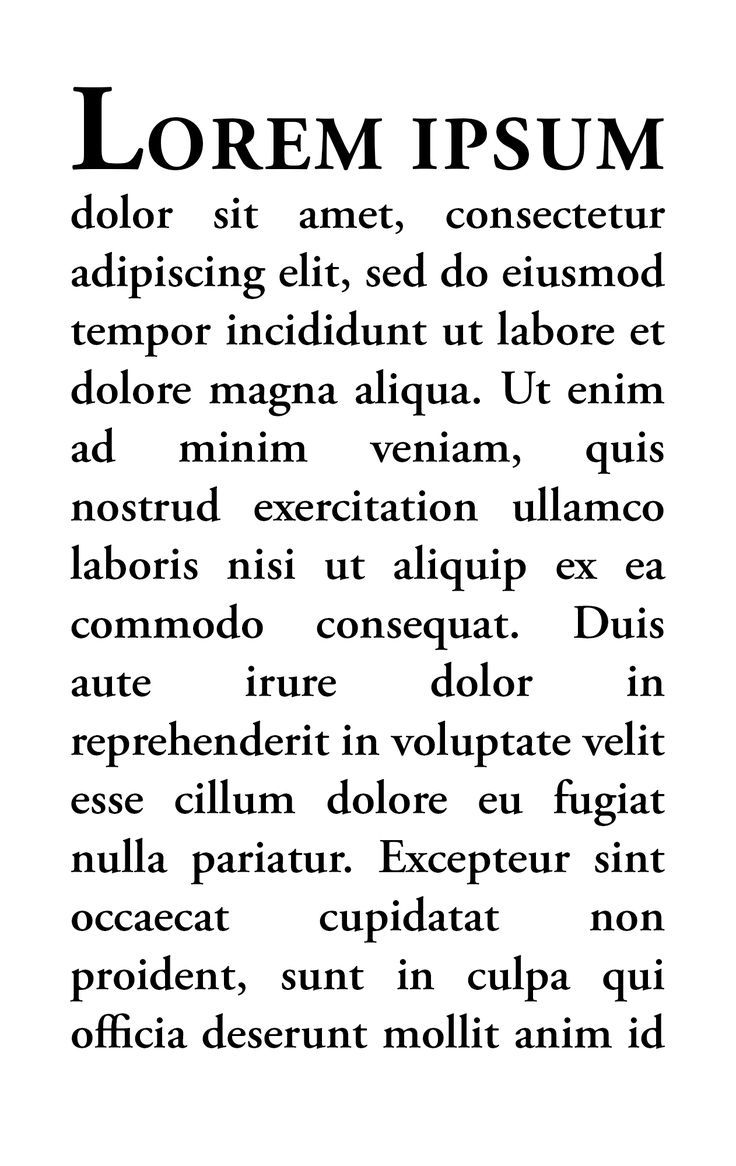 Lorem ipsum
dolor sit amet, consectetur
adipiscing elit, sed do eiusmod
tempor incididunt ut labore et
dolore magna aliqua. Ut enim
ad minim veniam, quis
nostrud exercitation ullamco
laboris nisi ut aliquip ex ea
commodo consequat. Duis
aute irure dolor in
reprehenderit in voluptate velit
esse cillum dolore eu fugiat
nulla pariatur. Excepteur sint
occaecat cupidatat non
proident, sunt in culpa qui
officia deserunt mollit anim id